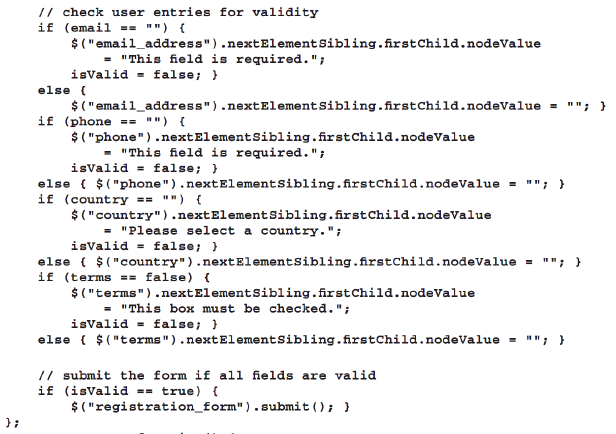 // check user entries for validity
if (email == "") {
$("email_address").nextElementSibling.firstChild.nodeValue
= "This field is required.";
isValid = false; }
else {
$("email_address").nextElementSibling.firstChild.nodeValue = ""; }
if (phone == "") {
$("phone").nextElementSibling.firstChild.nodeValue
= "This field is required.";
isValid = false; }
else { $("phone").nextElementSibling.firstChild.nodeValue = ""; }
if (country == "") {
$("country").nextElementSibling.firstChild.nodeValue
= "Please select a country.";
isValid = false; }
else { $("country").nextElementSibling.firstChild.nodeValue = ""; }
if (terms == false) {
$("terms").nextElementSibling.firstChild.nodeValue
= "This box must be checked.";
isValid = false; }
else { $("terms").nextElementSibling.firstChild.nodeValue = ""; }
// submit the form if all fields are valid
if (isValid == true) {
$("registration_form").submit(); }
};